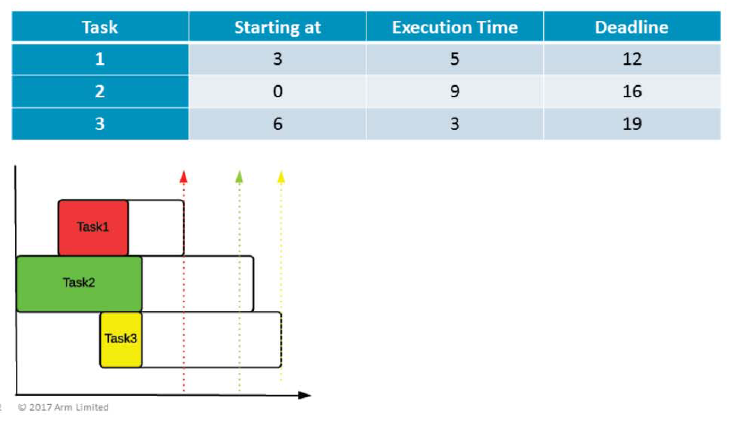 Task Starting at Execution Time Deadline
1 3 5 12
2 0 9 16
3 6 3 19
Task1
Task2
Task3
© 2017 Arm Limited